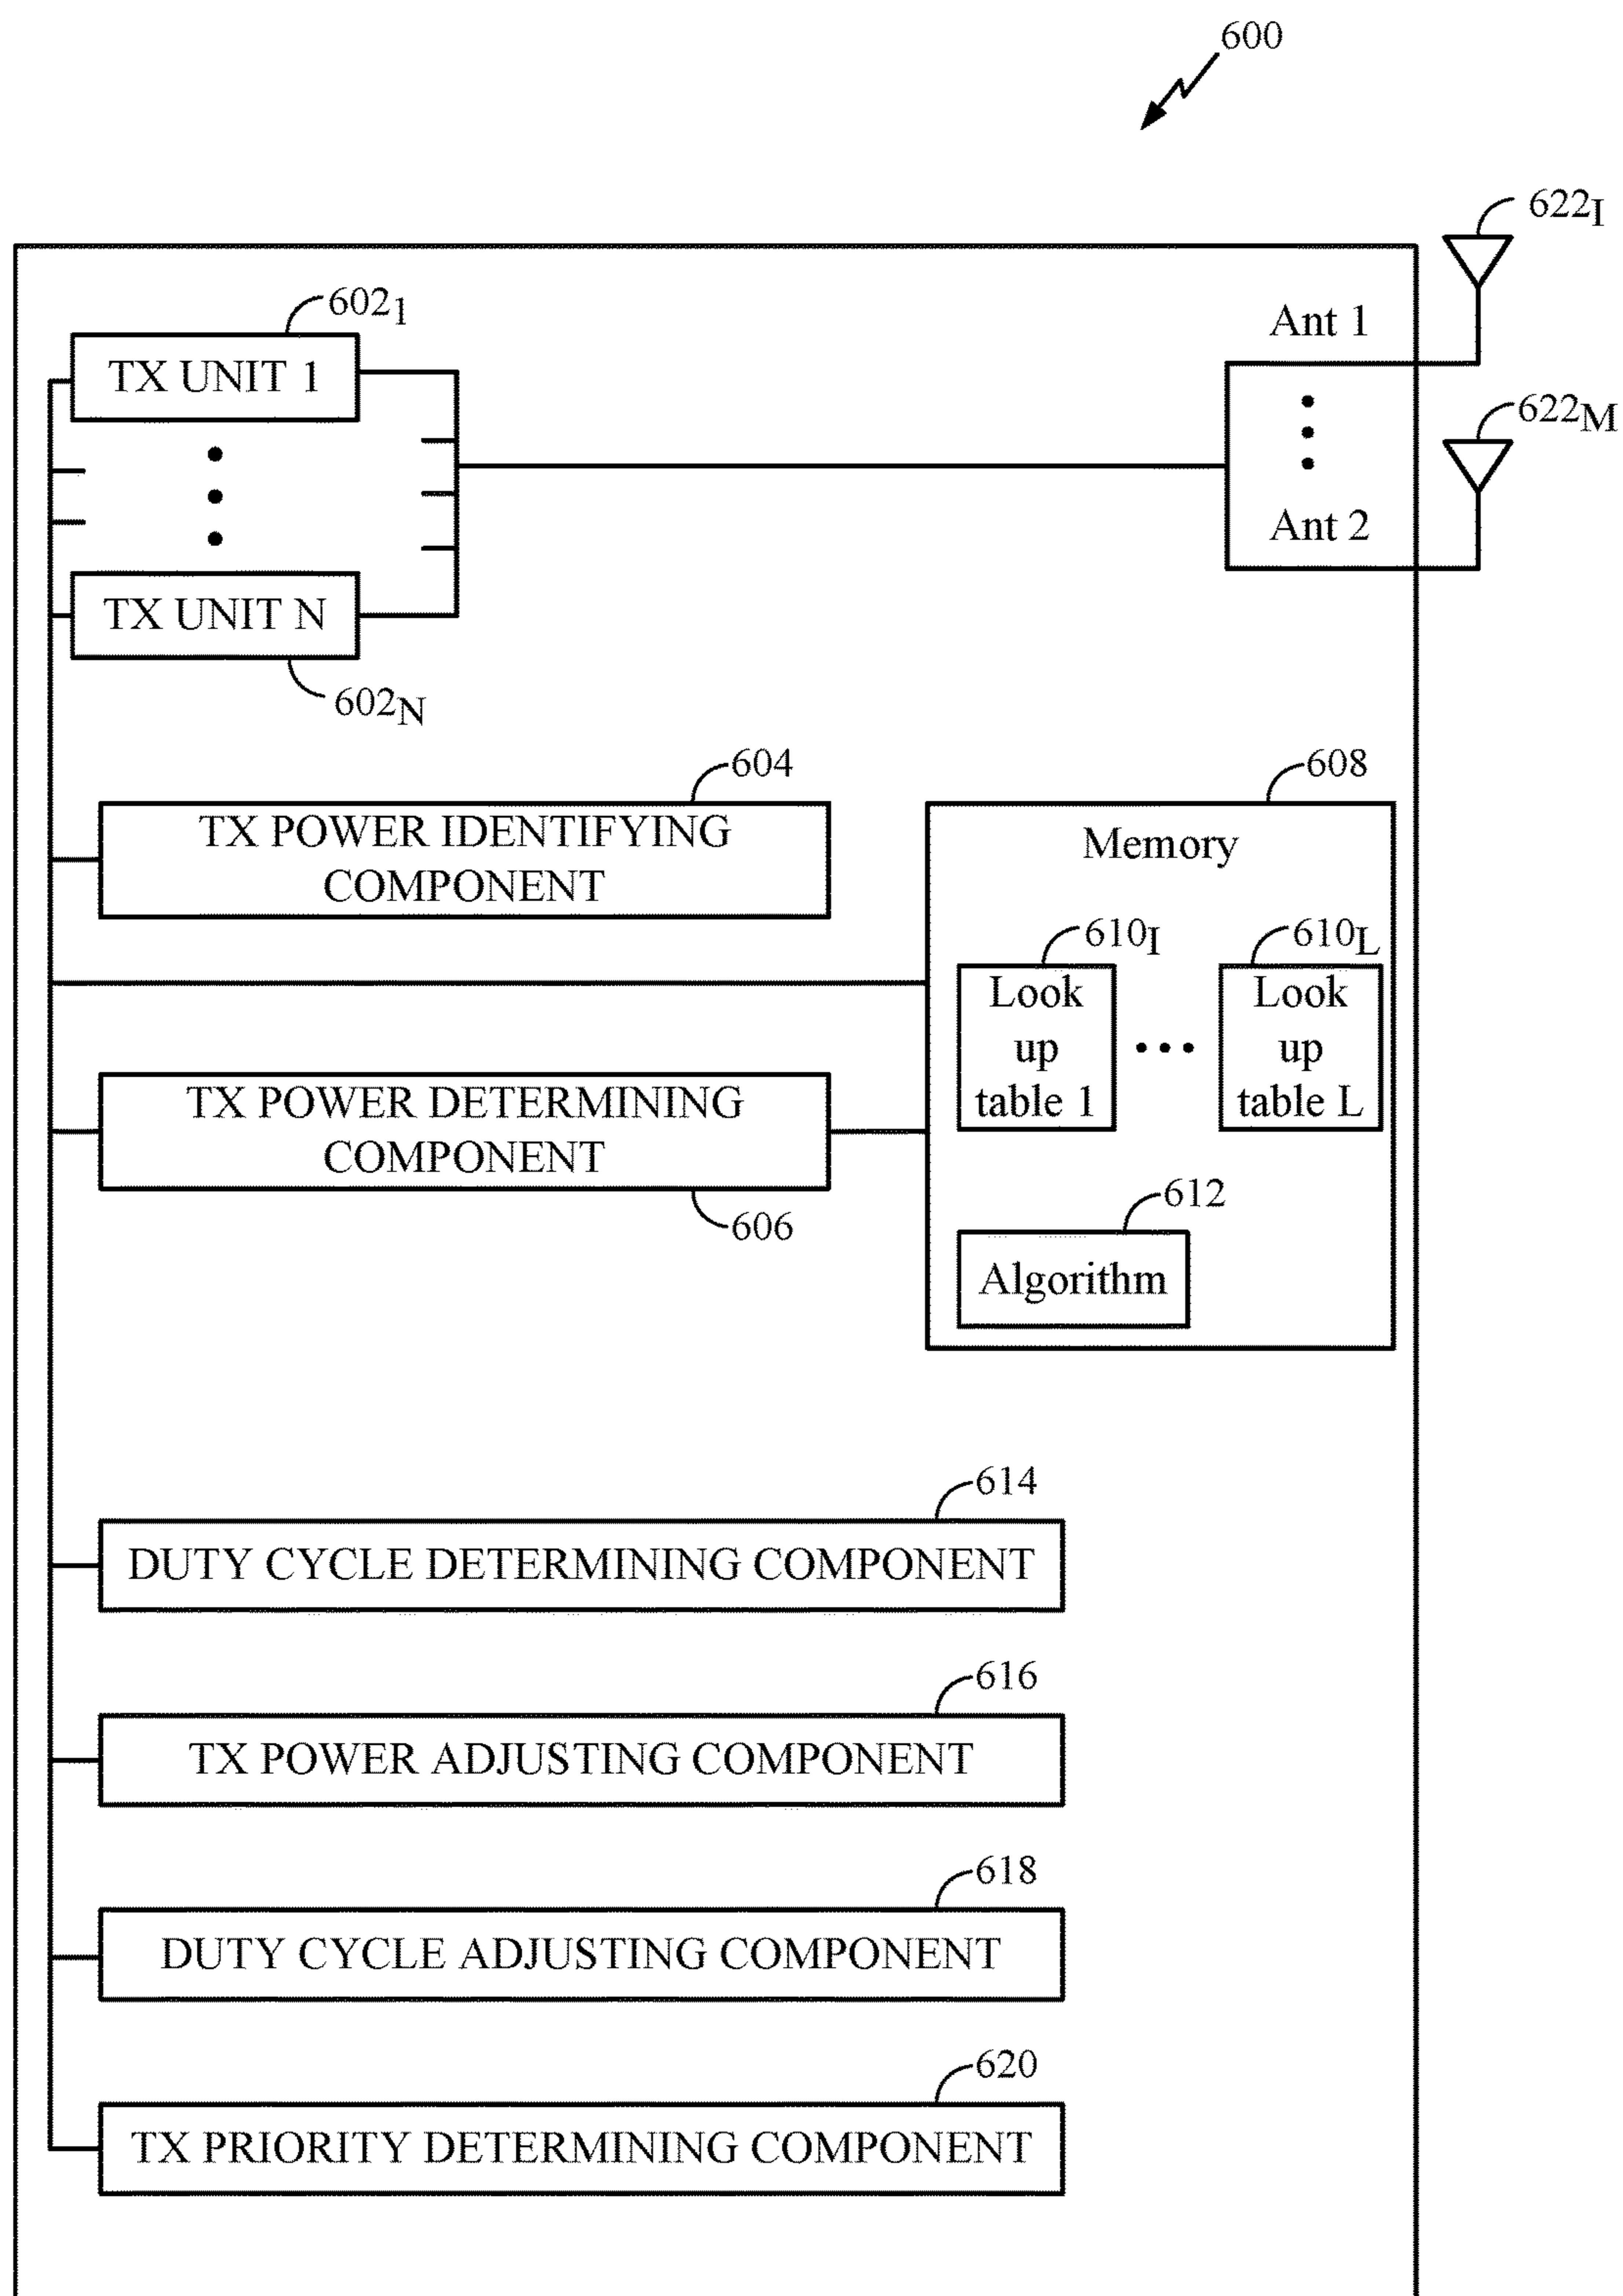 600
622I
602₁
Ant 1
TX UNIT 1
622M
Ant 2
TX UNIT N
602N
604
608
TX POWER IDENTIFYING
COMPONENT
Memory
610I
610L
Look
up
table 1
Look
up
table L
TX POWER DETERMINING
COMPONENT
606
612
Algorithm
614
DUTY CYCLE DETERMINING COMPONENT
616
TX POWER ADJUSTING COMPONENT
618
DUTY CYCLE ADJUSTING COMPONENT
620
TX PRIORITY DETERMINING COMPONENT